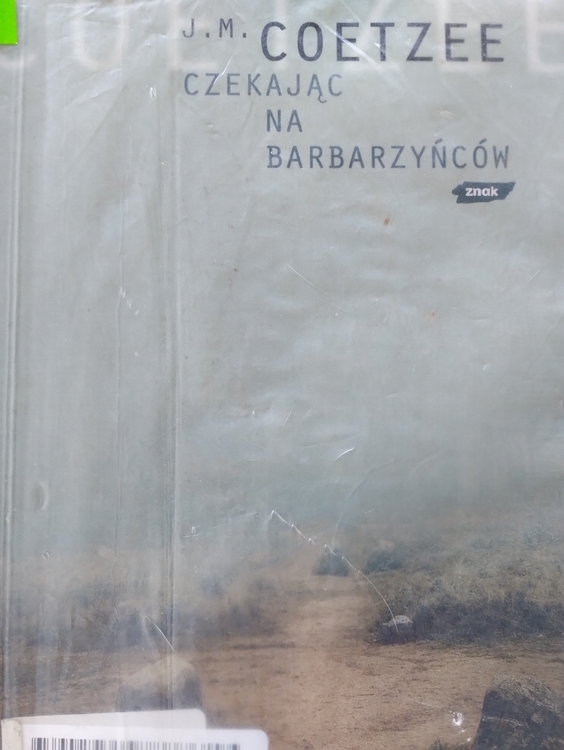 J.M. COETZEE
CZEKAJĄC
NA
BARBARZYŃCÓW
znak